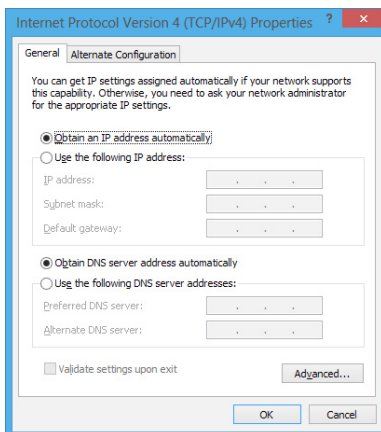 Internet Protocol Version 4 (TCP/IPv4) Properties
General
Alternate Configuration
You can get IP settings assigned automatically if your network supports
this capability. Otherwise, you need to ask your network administrator
for the appropriate IP settings.
Obtain an IP address automatically
Use the following IP address:
IP address:
Subnet mask:
Default gateway:
Obtain DNS server address automatically
Use the following DNS server addresses:
Preferred DNS server:
Alternate DNS server:
Validate settings upon exit
Advanced...
OK
Cancel